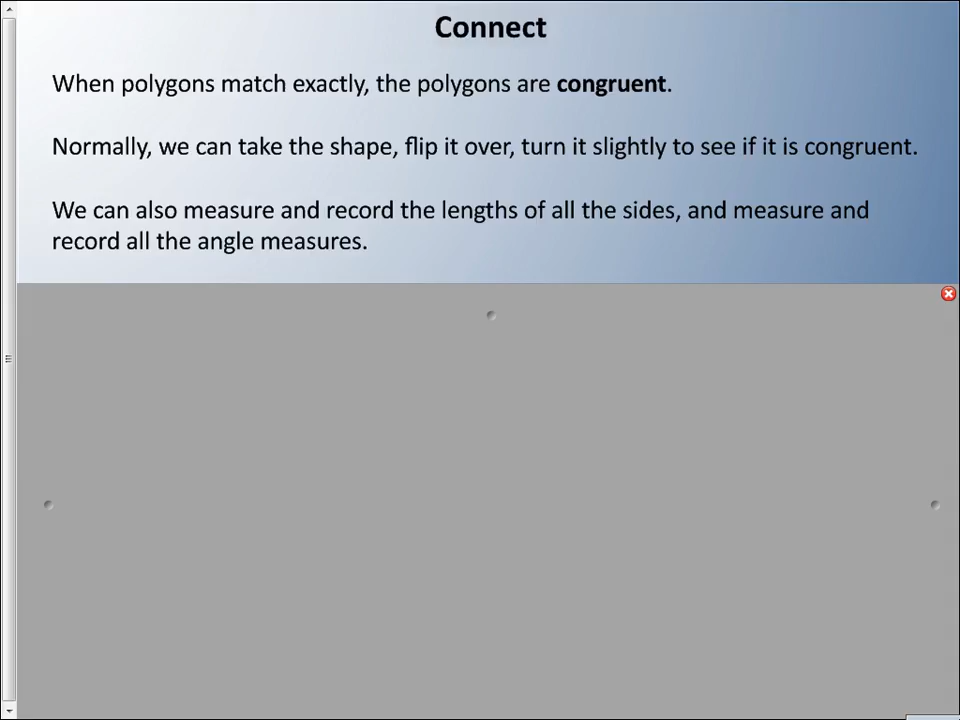 Connect
When polygons match exactly, the polygons are congruent.
Normally, we can take the shape, flip it over, turn it slightly to see if it is congruent.
We can also measure and record the lengths of all the sides, and measure and
record all the angle measures.